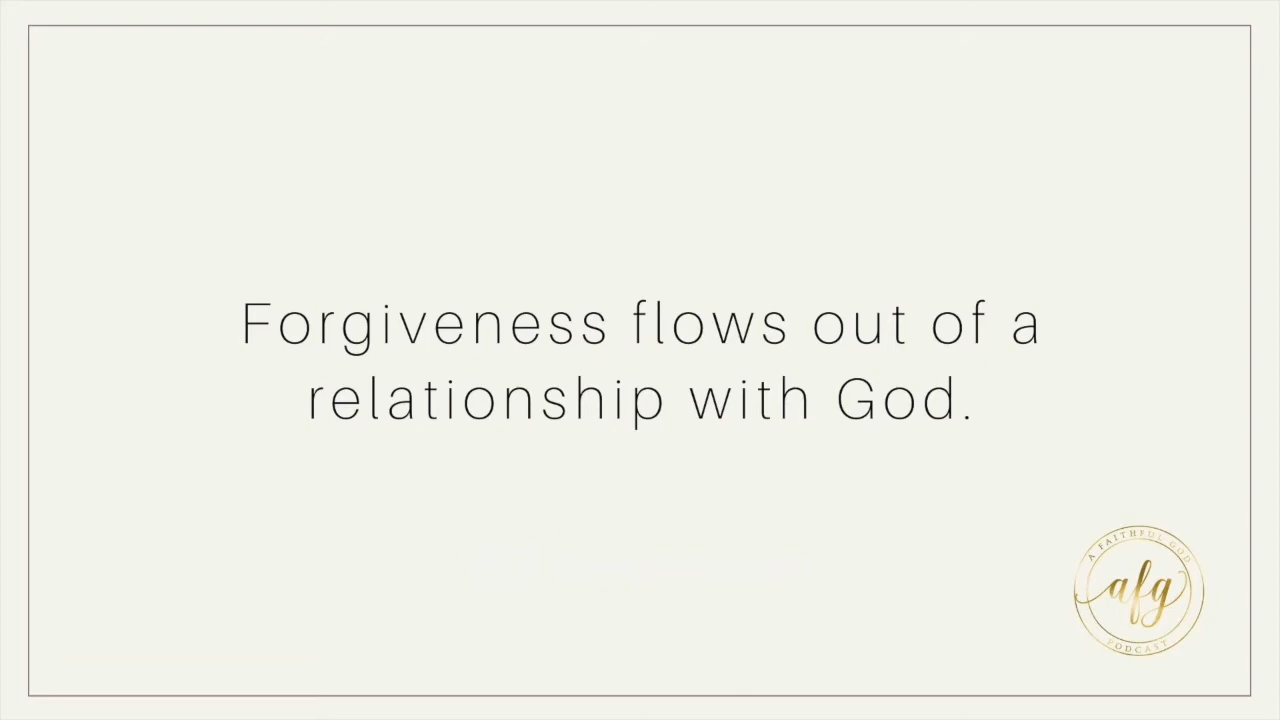 Forgiveness flows out of a
relationship with God.
A FAITHFUL GOD
afg
PODCAST